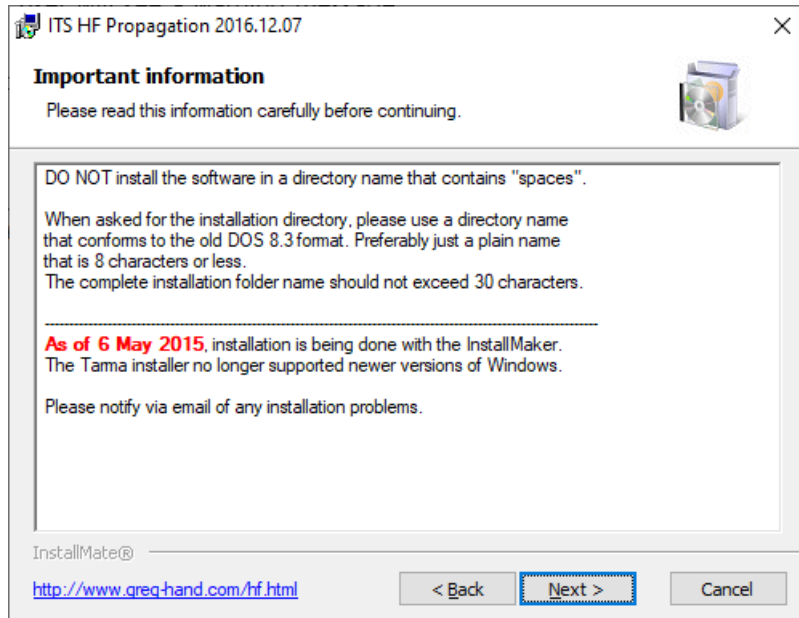 ITS HF Propagation 2016.12.07
Important information
Please read this information carefully before continuing.
DO NOT install the software in a directory name that contains "spaces".
When asked for the installation directory, please use a directory name
that conforms to the old DOS 8.3 format. Preferably just a plain name
that is 8 characters or less.
The complete installation folder name should not exceed 30 characters.
As of 6 May 2015, installation is being done with the InstallMaker.
The Tarma installer no longer supported newer versions of Windows.
Please notify via email of any installation problems.
InstallMate®
http://www.greg-hand.com/hf.html
< Back
Next >
Cancel